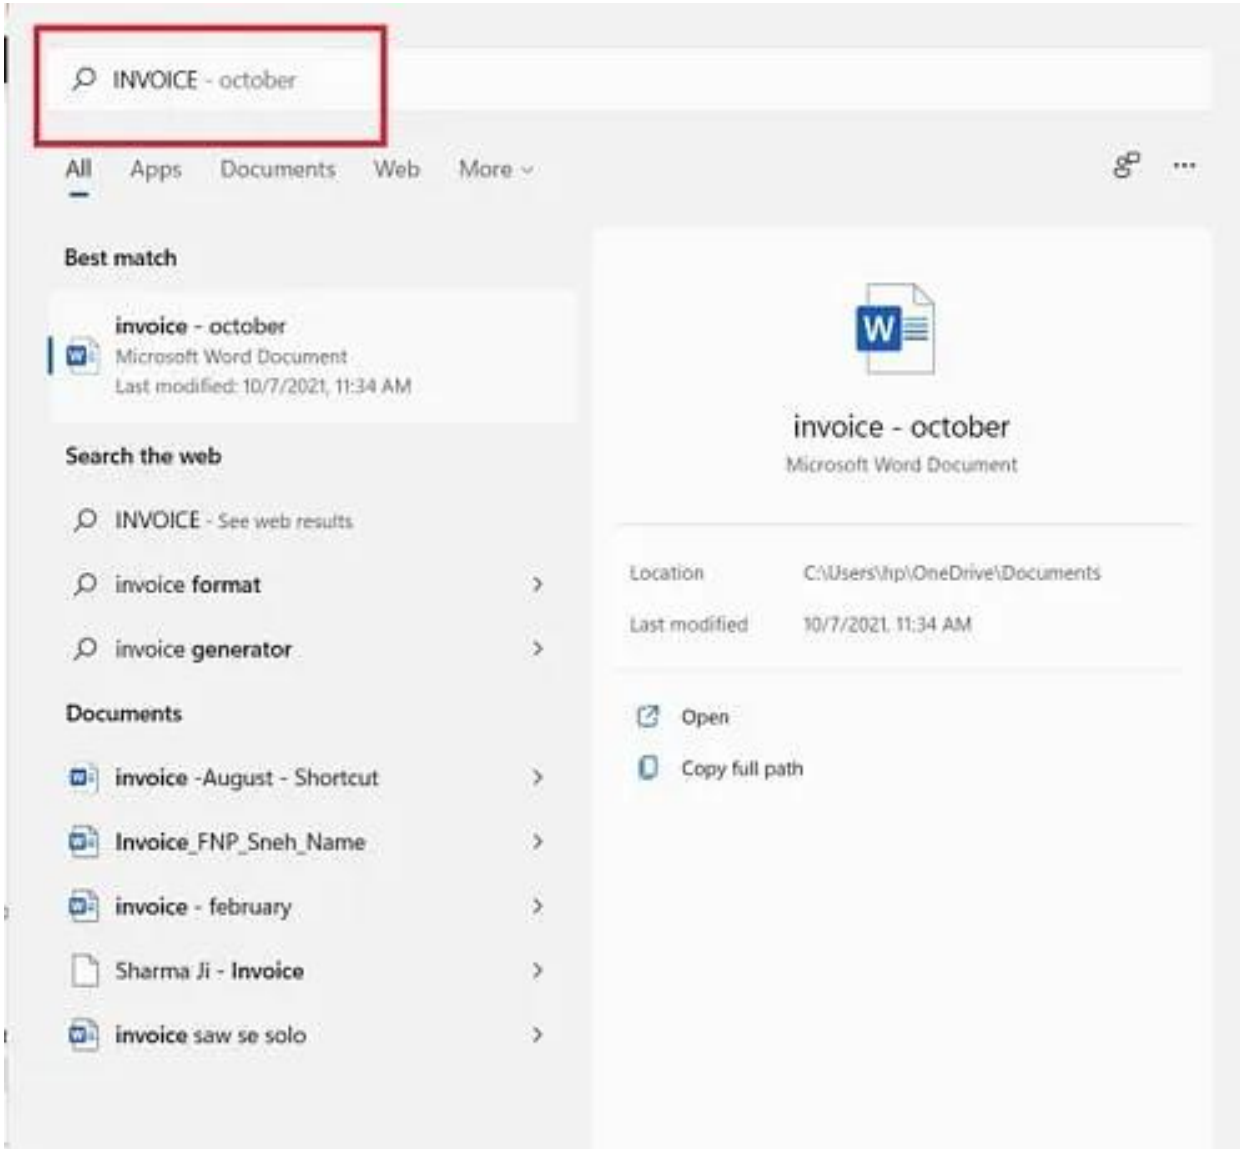 INVOICE - october
All Apps Documents Web More
Best match
invoice - october
Microsoft Word Document
Last modified: 10/7/2021, 11:34 AM
Search the web
INVOICE - See web results
invoice format
invoice generator
Documents
invoice -August - Shortcut
Invoice_FNP_Sneh_Name
invoice - february
Sharma Ji - Invoice
invoice saw se solo
W
invoice - october
Microsoft Word Document
Location C:\Users\hp\OneDrive\Documents
Last modified 10/7/2021, 11:34 AM
Open
Copy full path